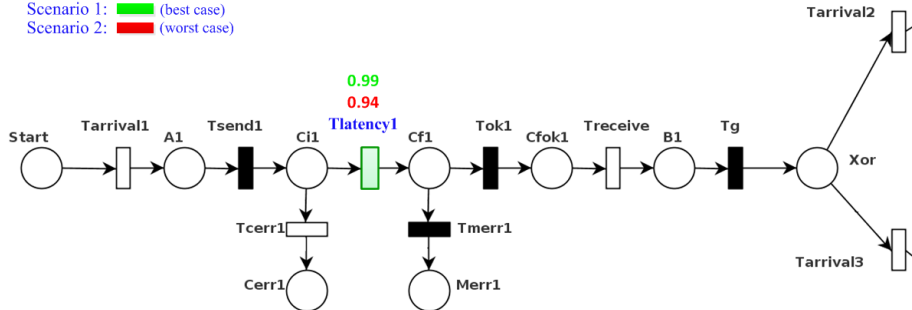 Scenario 1: (best case)
Scenario 2: (worst case)
Tarrival2
0.99
0.94
Tlatency1
Start
Tarrival1
A1
Tsend1
Ci1
Cf1
Tok1
Cfok1
Treceive
B1
Tg
Xor
Tcerr1
Tmerr1
Tarrival3
Cerr1
Merr1